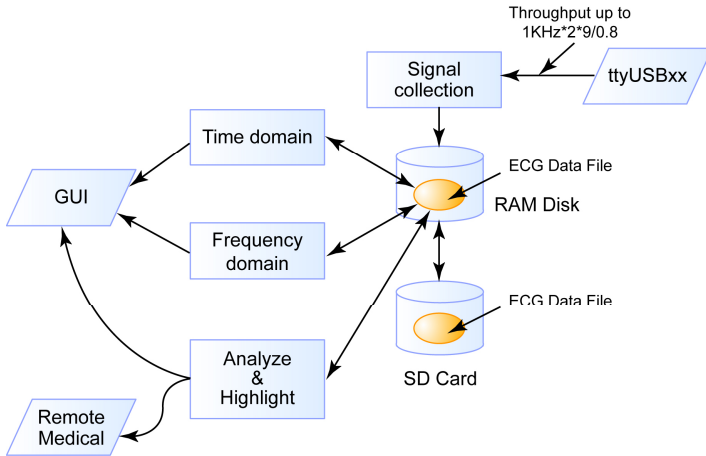 Throughput up to
1KHz*2*9/0.8
Signal
collection
ttyUSBxx
Time domain
ECG Data File
GUI
RAM Disk
Frequency
domain
ECG Data File
Analyze
&
Highlight
SD Card
Remote
Medical